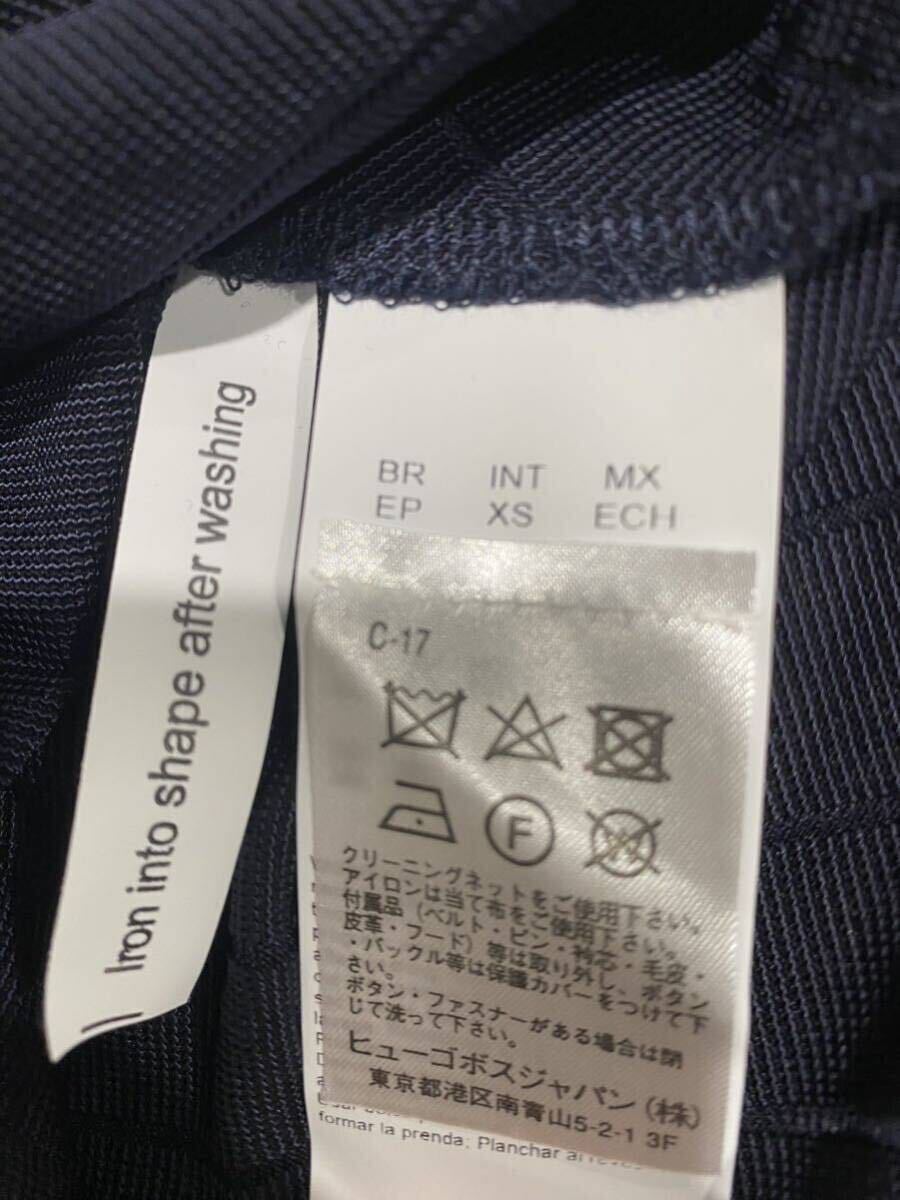 Iron into shape after washing
BR INT MX
EP XS ECH
C-17
F
W
クリーニングネットをご使用下さい。
アイロンは当て布をご使用下さい。
付属品（ベルト・ピン・衿芯・毛皮・
皮革・フード）等は取り外し、ボタン
・バックル等は保護カバーをつけて下
さい。
ボタン・ファスナーがある場合は閉
じて洗って下さい。
ヒューゴボスジャパン（株）
東京都港区南青山5-2-1 3F
formar la prenda; Planchar al revés